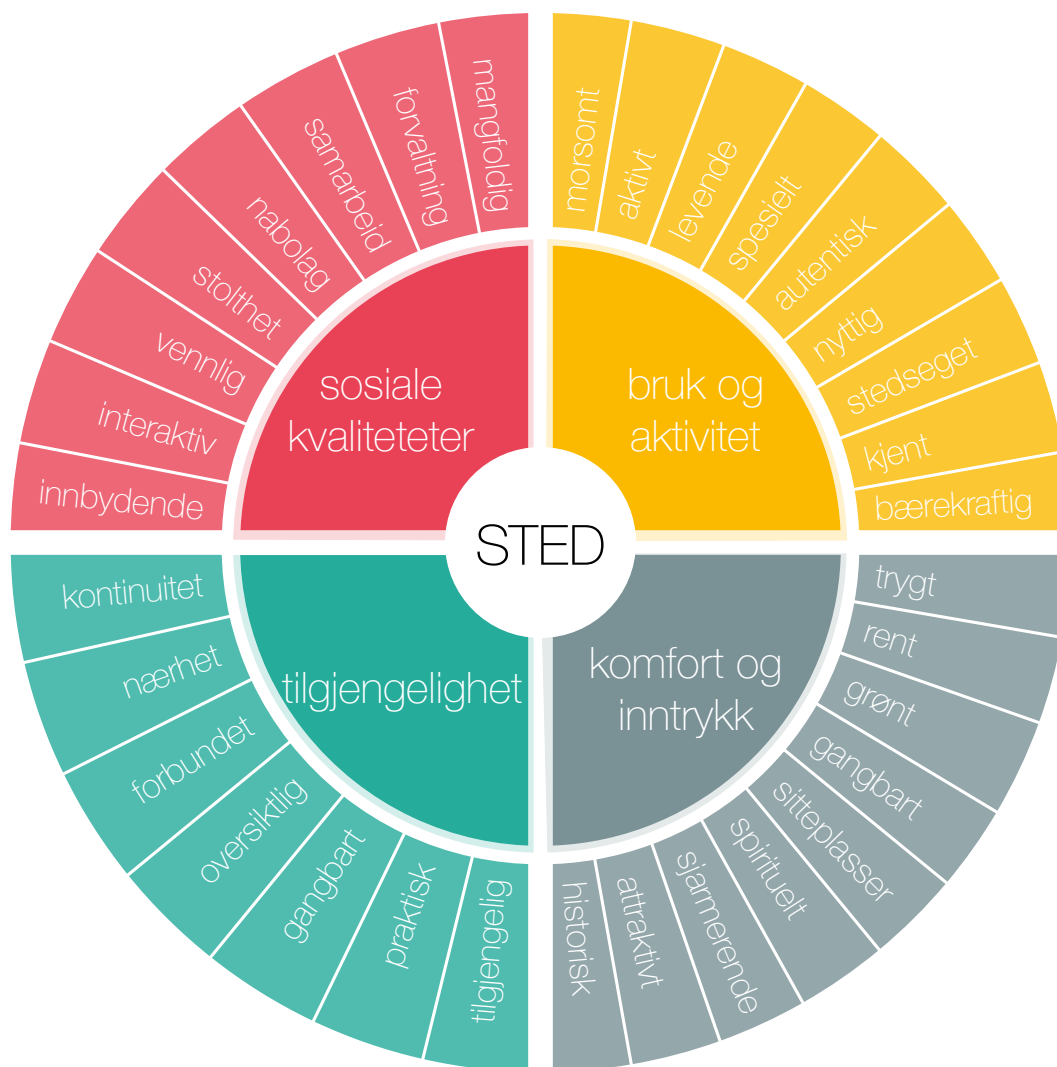 mangfoldig
forvaltning
samarbeid
nabolag
stolthet
vennlig
interaktiv
innbydende
sosiale
kvaliteteter
morsomt
aktivt
levende
spesielt
autentisk
nyttig
stedseget
kjent
bærekraftig
bruk og
aktivitet
STED
kontinuitet
nærhet
forbundet
oversiktlig
gangbart
praktisk
tilgjengelig
tilgjengelighet
trygt
rent
grønt
gangbart
sitteplasser
spirituelt
sjarmerende
attraktivt
historisk
komfort og
inntrykk